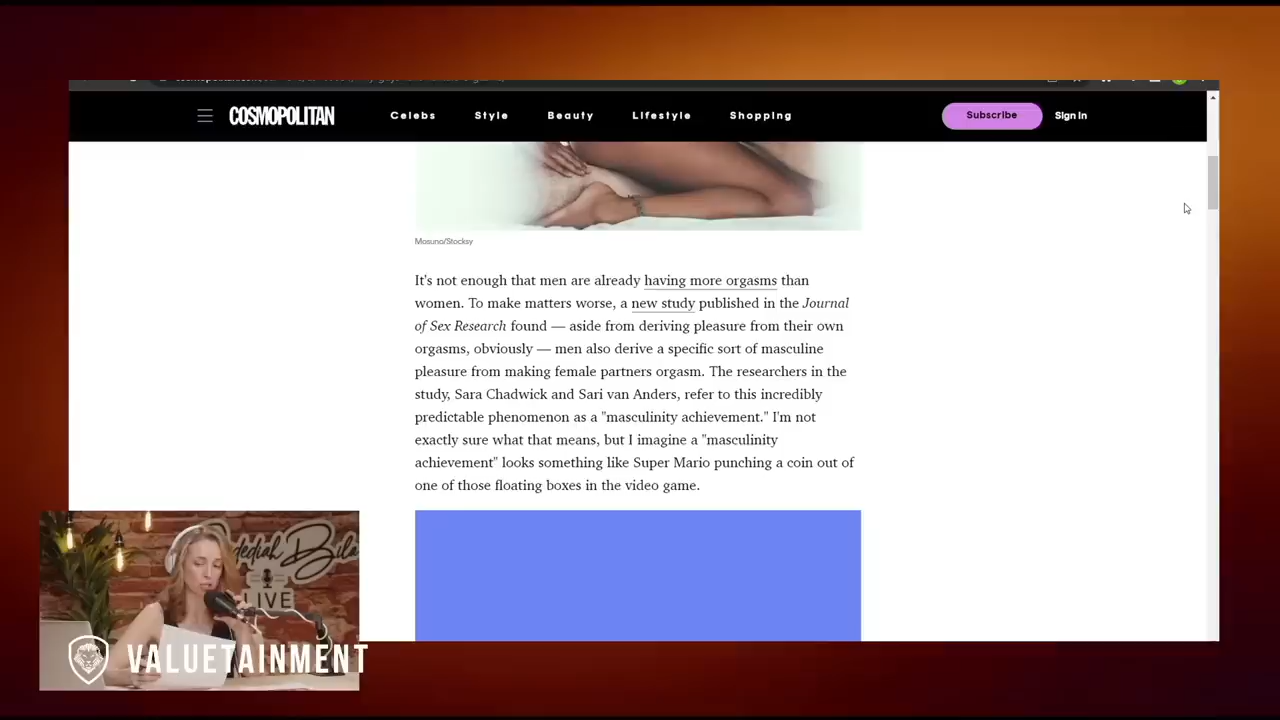 COSMOPOLITAN
Celebs
Style
Beauty
Lifestyle
Shopping
Subscribe
Sign In
Mosuno/Stocksy
It's not enough that men are already having more orgasms than
women. To make matters worse, a new study published in the Journal
of Sex Research found — aside from deriving pleasure from their own
orgasms, obviously — men also derive a specific sort of masculine
pleasure from making female partners orgasm. The researchers in the
study, Sara Chadwick and Sari van Anders, refer to this incredibly
predictable phenomenon as a "masculinity achievement." I'm not
exactly sure what that means, but I imagine a "masculinity
achievement" looks something like Super Mario punching a coin out of
one of those floating boxes in the video game.
LIVE
VALUETAINMENT